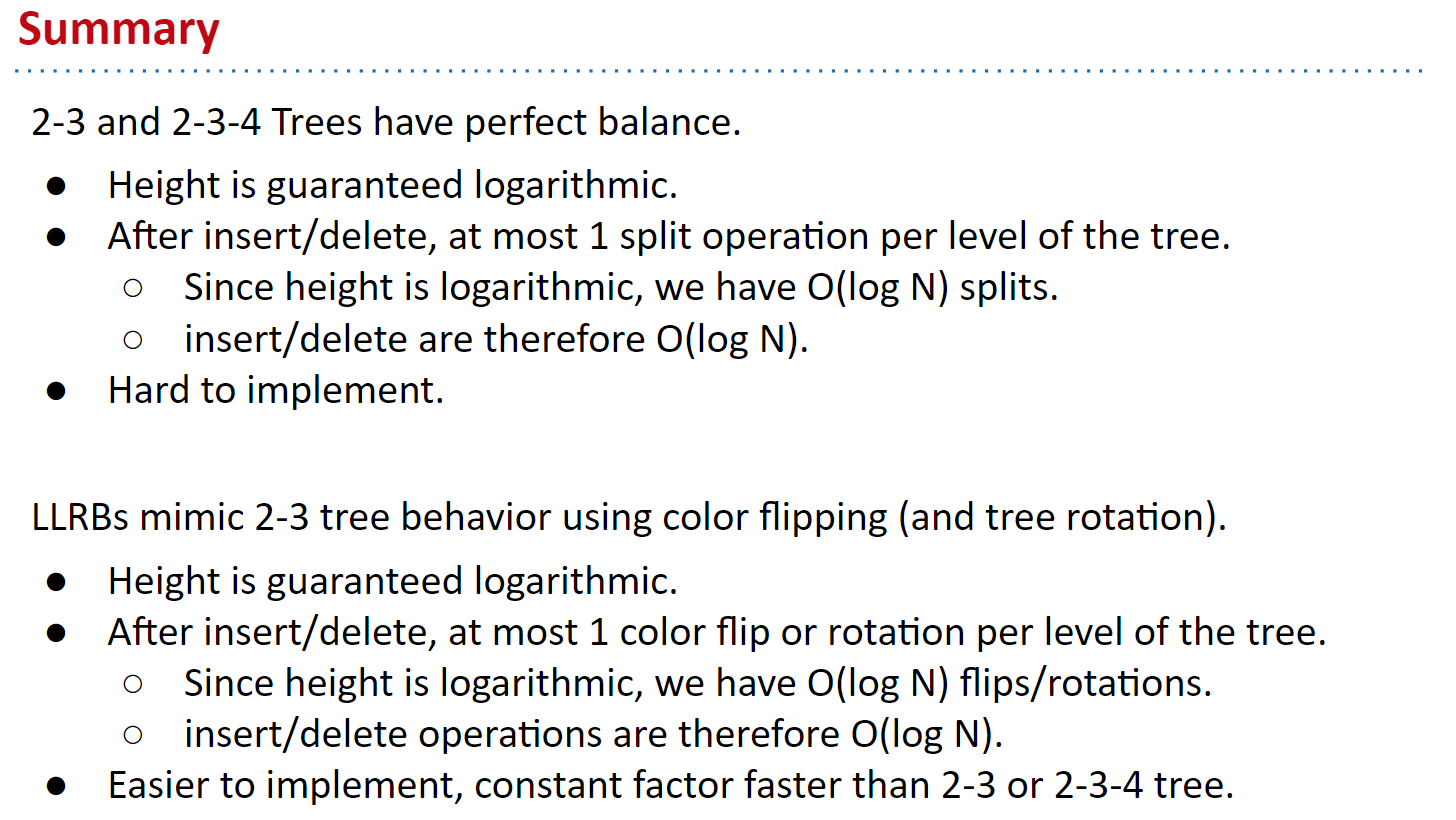 Summary
2-3 and 2-3-4 Trees have perfect balance.
● Height is guaranteed logarithmic.
● After insert/delete, at most 1 split operation per level of the tree.
○ Since height is logarithmic, we have O(log N) splits.
○ insert/delete are therefore O(log N).
● Hard to implement.
LLRBs mimic 2-3 tree behavior using color flipping (and tree rotation).
● Height is guaranteed logarithmic.
● After insert/delete, at most 1 color flip or rotation per level of the tree.
○ Since height is logarithmic, we have O(log N) flips/rotations.
○ insert/delete operations are therefore O(log N).
● Easier to implement, constant factor faster than 2-3 or 2-3-4 tree.